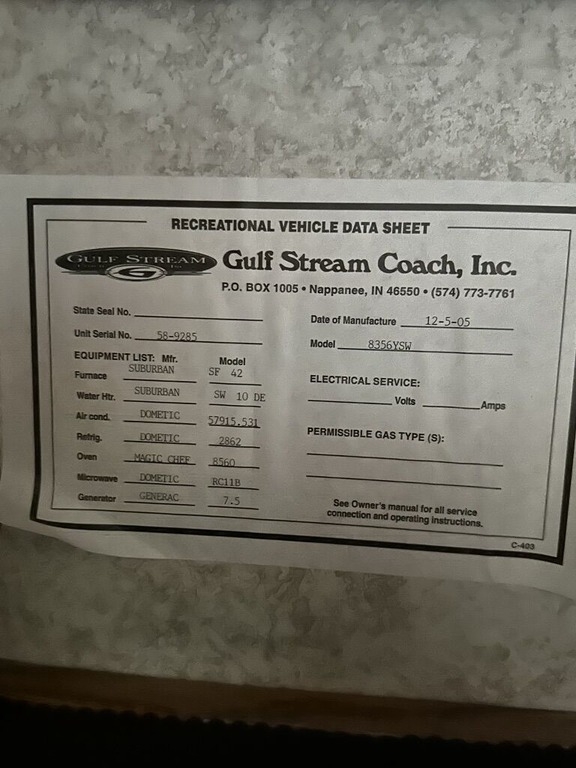 RECREATIONAL VEHICLE DATA SHEET
GULF STREAM
G
Gulf Stream Coach, Inc.
P.O. BOX 1005 • Nappanee, IN 46550 • (574) 773-7761
State Seal No.
Unit Serial No. 58-9285
Date of Manufacture 12-5-05
Model 8356YSW
EQUIPMENT LIST: Mfr. Model
Furnace SUBURBAN SF 42
Water Htr. SUBURBAN SW 10 DE
Air cond. DOMETIC 57915.531
Refrig. DOMETIC 2862
Oven MAGIC CHEF 8560
Microwave DOMETIC RC11B
Generator GENERAC 7.5
ELECTRICAL SERVICE:
Volts Amps
PERMISSIBLE GAS TYPE (S):
See Owner's manual for all service
connection and operating instructions.
C-403